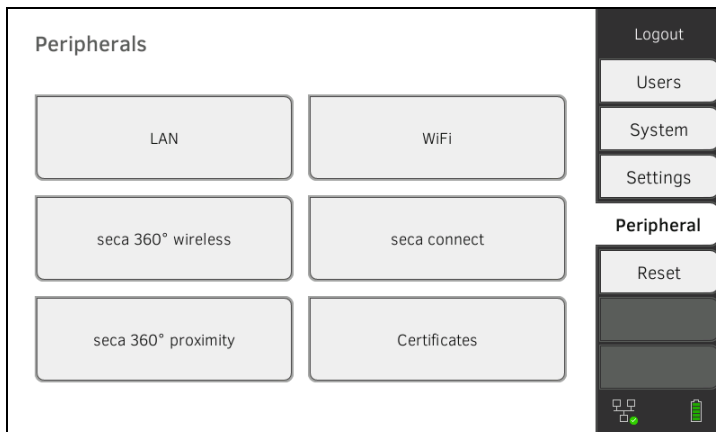 Peripherals
LAN
WiFi
seca 360° wireless
seca connect
seca 360° proximity
Certificates
Logout
Users
System
Settings
Peripheral
Reset